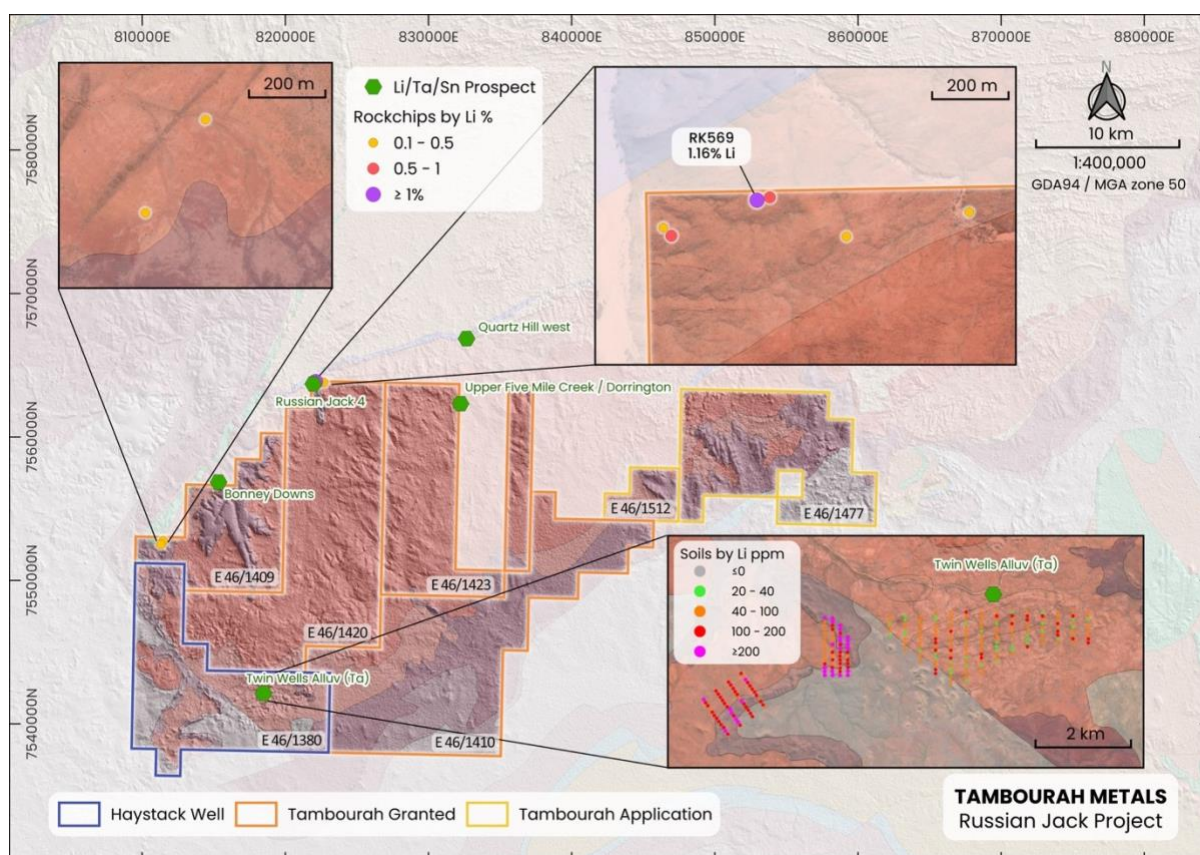 810000E
820000E
830000E
840000E
850000E
860000E
870000E
880000E
7580000N
7570000N
7560000N
7550000N
7540000N
200 m
Li/Ta/Sn Prospect
Rockchips by Li %
0.1 - 0.5
0.5 - 1
≥ 1%
200 m
RK569
1.16% Li
N
10 km
1:400,000
GDA94 / MGA zone 50
Quartz Hill west
Russian Jack 4
Upper Five Mile Creek / Dorrington
Bonney Downs
E 46/1409
E 46/1423
E 46/1420
E 46/1512
E 46/1477
Twin Wells Alluv (Ta)
E 46/1380
E 46/1410
Soils by Li ppm
≤0
20 - 40
40 - 100
100 - 200
≥200
Twin Wells Alluv (Ta)
2 km
Haystack Well
Tambourah Granted
Tambourah Application
TAMBOURAH METALS
Russian Jack Project